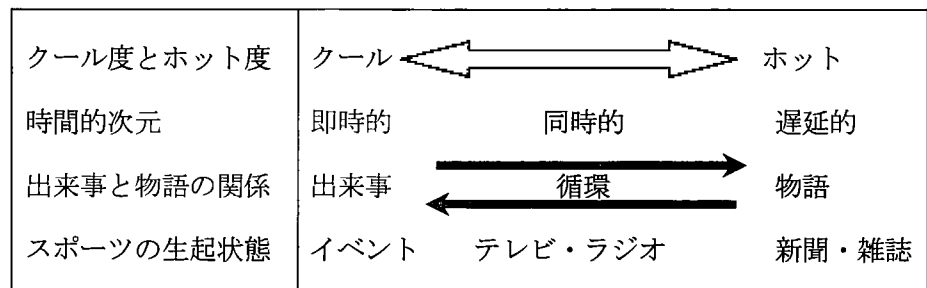 クール度とホット度 クール ホット
時間的次元 即時的 同時的 遅延的
出来事と物語の関係 出来事 循環 物語
スポーツの生起状態 イベント テレビ・ラジオ 新聞・雑誌